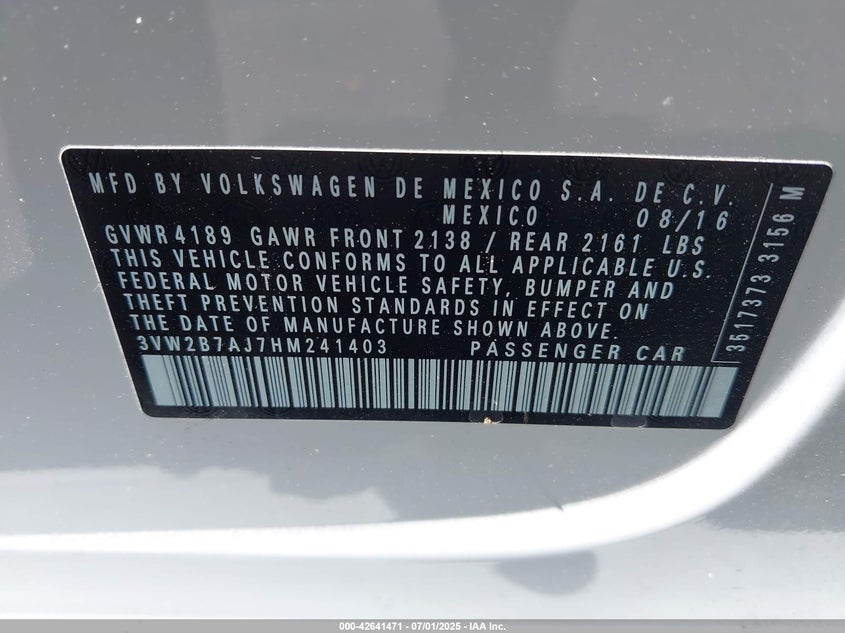 MFD BY VOLKSWAGEN DE MEXICO S.A. DE C.V.
MEXICO 08/16
GVWR 4189 GAWR FRONT 2138 / REAR 2161 LBS
THIS VEHICLE CONFORMS TO ALL APPLICABLE U.S.
FEDERAL MOTOR VEHICLE SAFETY, BUMPER AND
THEFT PREVENTION STANDARDS IN EFFECT ON
THE DATE OF MANUFACTURE SHOWN ABOVE.
3VW2B7AJ7HM241403 PASSENGER CAR
3517373 3156 M
000-42641471 - 07/01/2025 - IAA Inc.